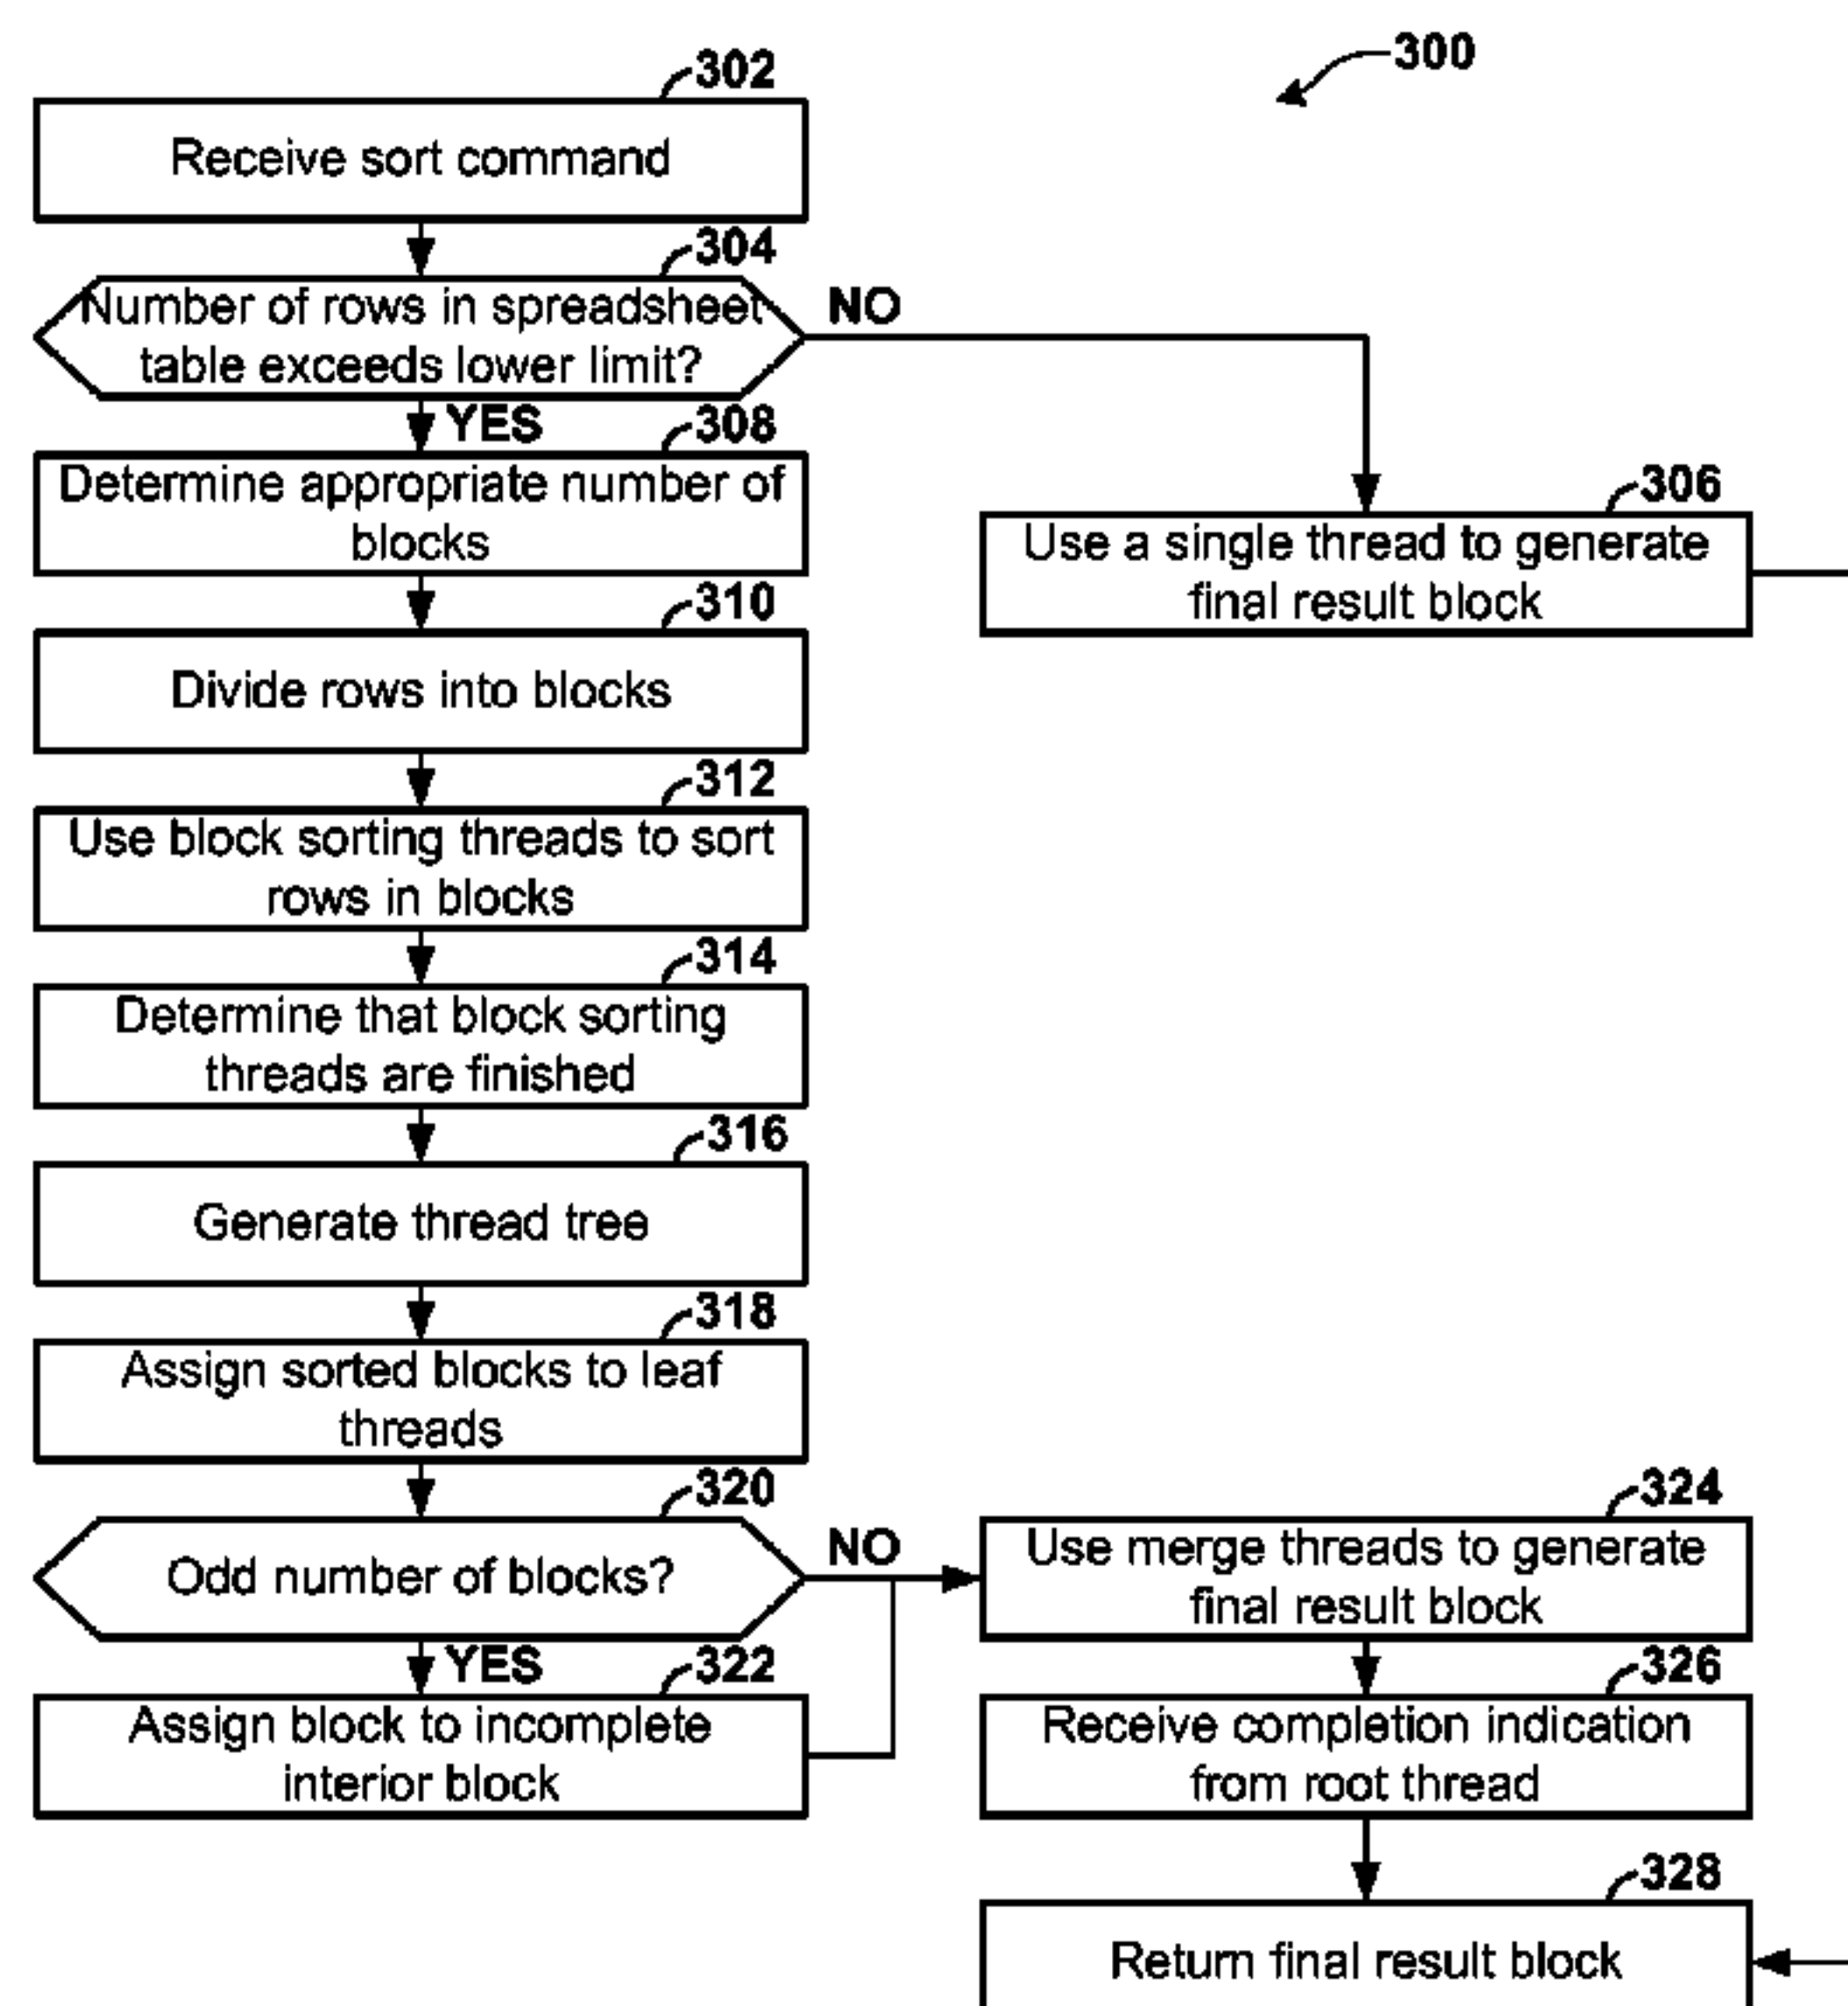 300
302
Receive sort command
304
Number of rows in spreadsheet
table exceeds lower limit?
NO
YES
308
Determine appropriate number of
blocks
306
Use a single thread to generate
final result block
310
Divide rows into blocks
312
Use block sorting threads to sort
rows in blocks
314
Determine that block sorting
threads are finished
316
Generate thread tree
318
Assign sorted blocks to leaf
threads
320
Odd number of blocks?
NO
YES
322
Assign block to incomplete
interior block
324
Use merge threads to generate
final result block
326
Receive completion indication
from root thread
328
Return final result block